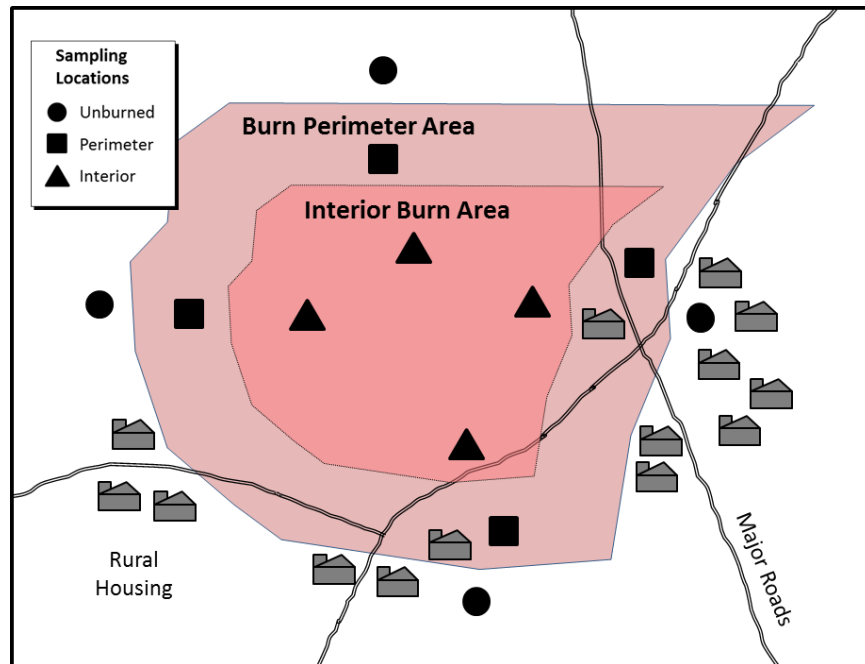 Sampling
Locations
Unburned
Perimeter
Interior
Burn Perimeter Area
Interior Burn Area
Rural
Housing
Major Roads